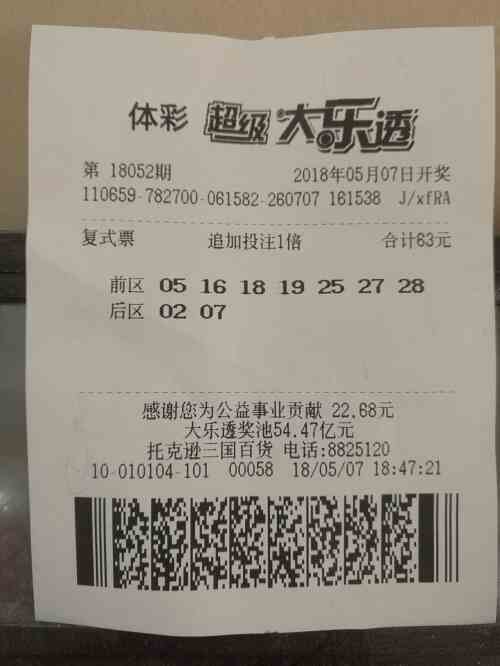 体彩 超级大乐透
第 18052期 2018年05月07日开奖
110659-782700-061582-260707 161538 J/xfRA
复式票 追加投注1倍 合计63元
前区 05 16 18 19 25 27 28
后区 02 07
感谢您为公益事业贡献 22.68元
大乐透奖池54.47亿元
托克逊三国百货 电话:8825120
10-010104-101 00058 18/05/07 18:47:21